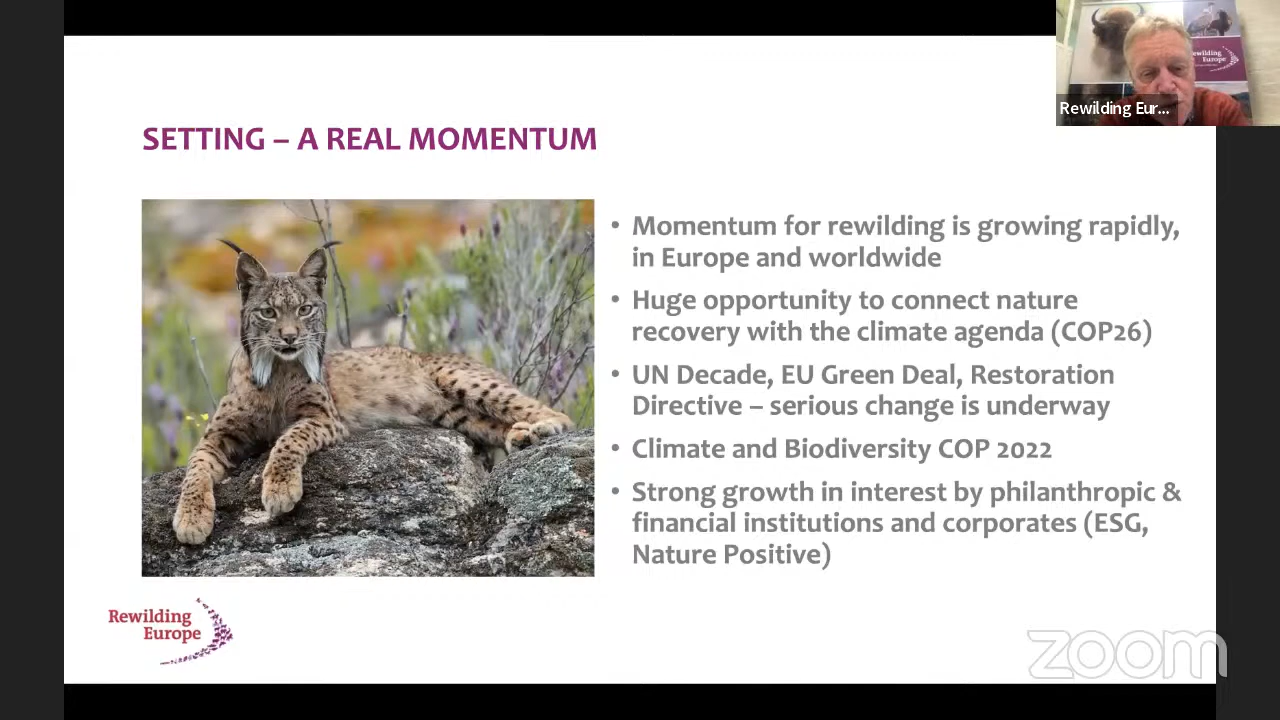 Rewilding
Europe
Rewilding Eur...
SETTING – A REAL MOMENTUM
• Momentum for rewilding is growing rapidly,
in Europe and worldwide
• Huge opportunity to connect nature
recovery with the climate agenda (COP26)
• UN Decade, EU Green Deal, Restoration
Directive – serious change is underway
• Climate and Biodiversity COP 2022
• Strong growth in interest by philanthropic &
financial institutions and corporates (ESG,
Nature Positive)
Rewilding
Europe
zoom